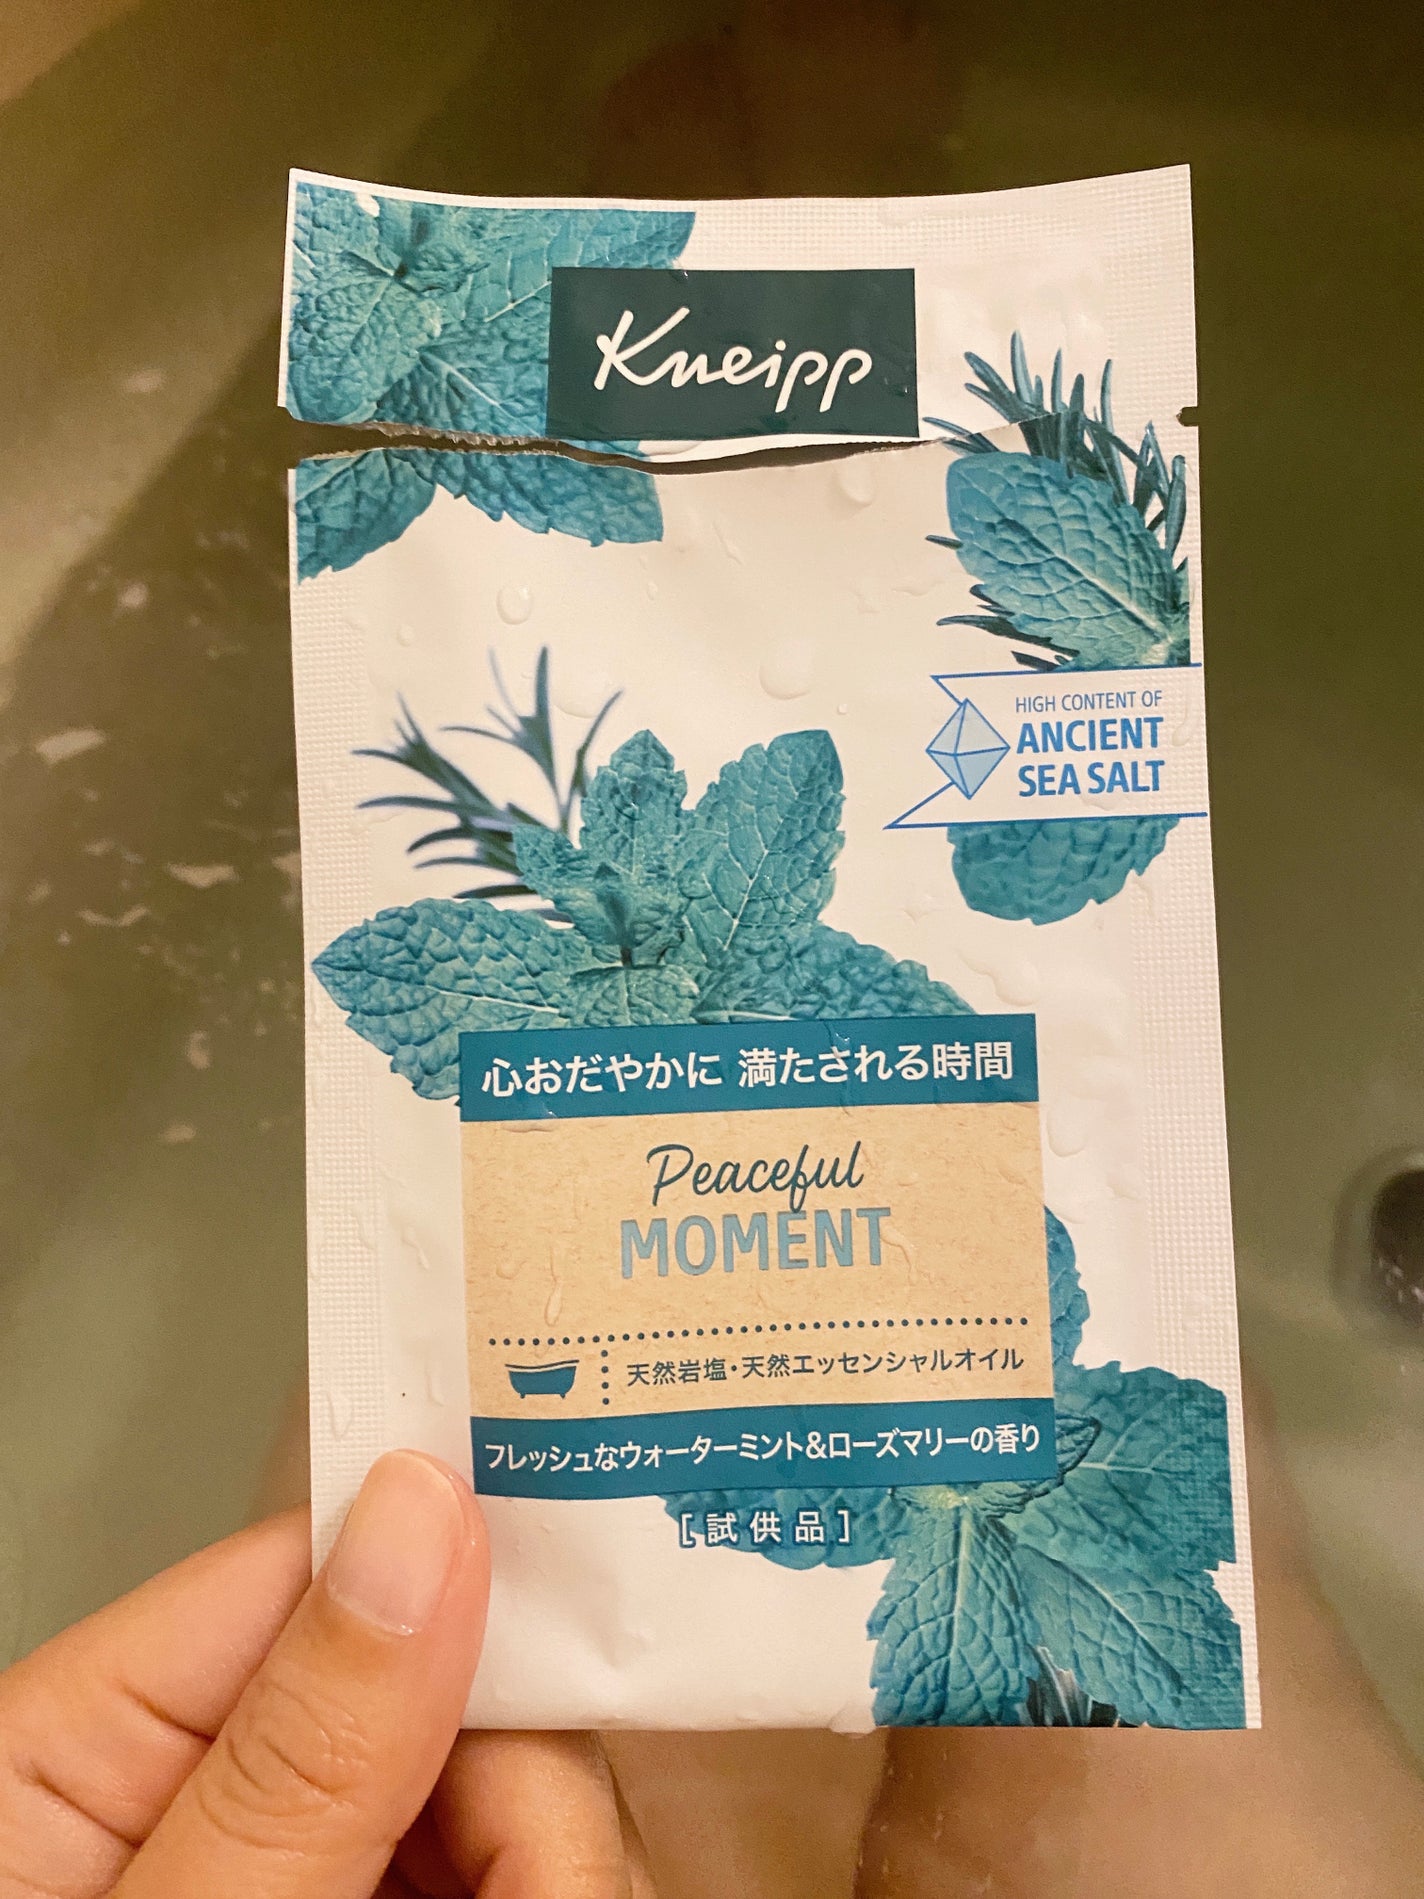 Kneipp
HIGH CONTENT OF
ANCIENT
SEA SALT
心おだやかに 満たされる時間
Peaceful
MOMENT
天然岩塩・天然エッセンシャルオイル
フレッシュなウォーターミント&ローズマリーの香り
[試供品]